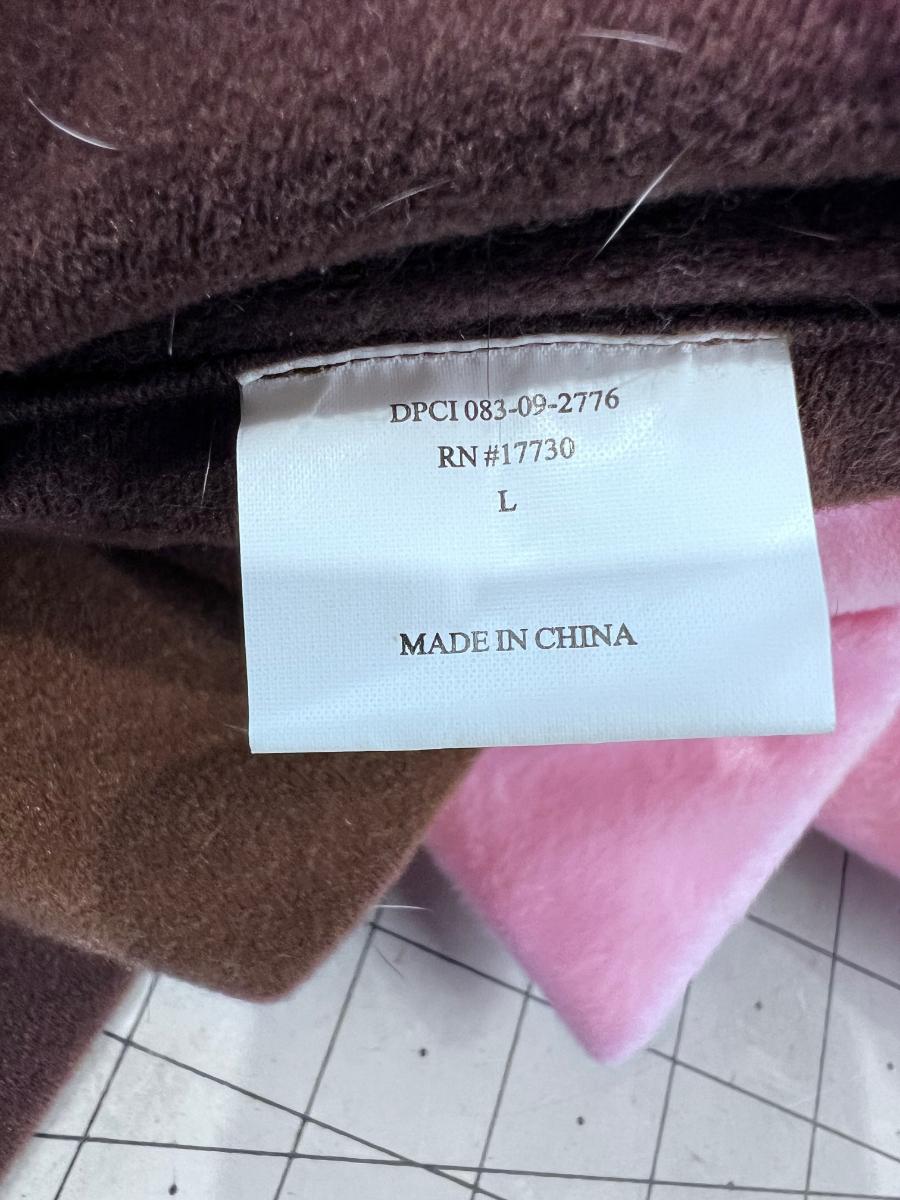 DPCI 083-09-2776
RN #17730
L
MADE IN CHINA